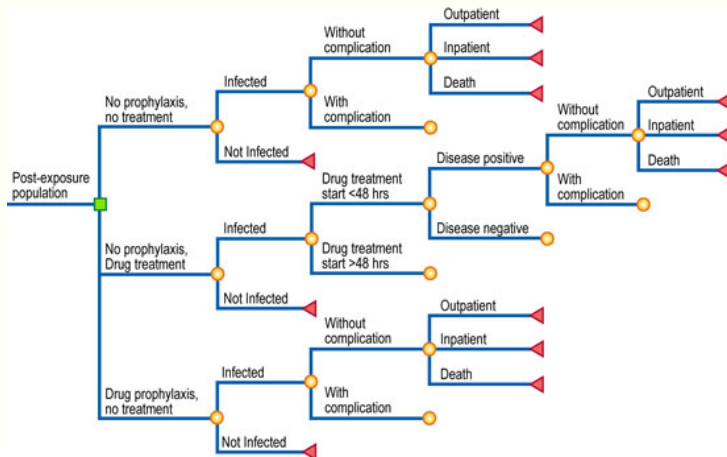 Post-exposure
population
No prophylaxis,
no treatment
Infected
Without
complication
Outpatient
Inpatient
Death
With
complication
Not Infected
No prophylaxis,
Drug treatment
Infected
Drug treatment
start <48 hrs
Disease positive
Without
complication
Outpatient
Inpatient
Death
With
complication
Disease negative
Drug treatment
start >48 hrs
Not Infected
Drug prophylaxis,
no treatment
Infected
Without
complication
Outpatient
Inpatient
Death
With
complication
Not Infected